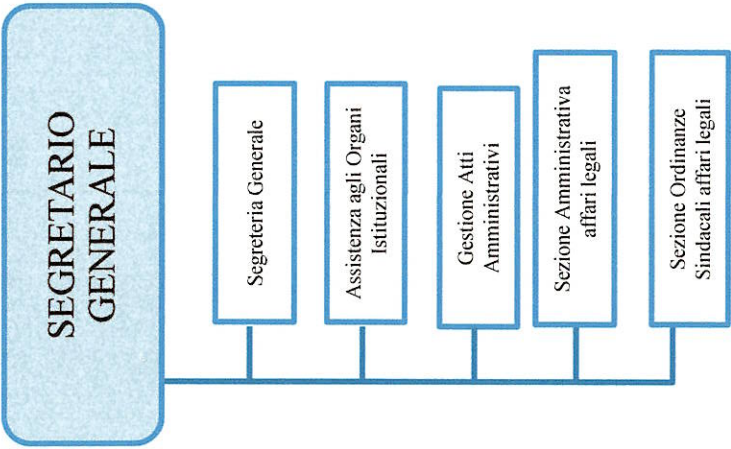 SEGRETARIO
GENERALE
Segreteria Generale
Assistenza agli Organi
Istituzionali
Gestione Atti
Amministrativi
Sezione Amministrativa
affari legali
Sezione Ordinanze
Sindacali affari legali